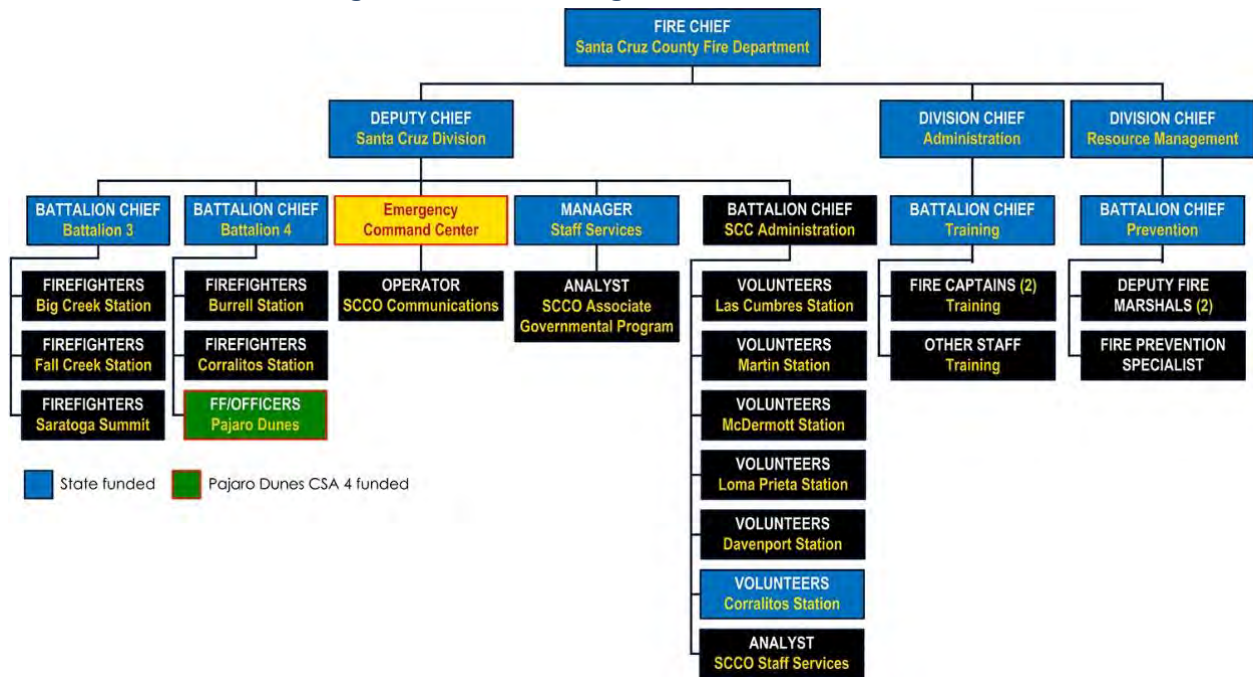 FIRE CHIEF
Santa Cruz County Fire Department
DEPUTY CHIEF
Santa Cruz Division
DIVISION CHIEF
Administration
DIVISION CHIEF
Resource Management
BATTALION CHIEF
Battalion 3
BATTALION CHIEF
Battalion 4
Emergency
Command Center
MANAGER
Staff Services
BATTALION CHIEF
SCC Administration
BATTALION CHIEF
Training
BATTALION CHIEF
Prevention
FIREFIGHTERS
Big Creek Station
FIREFIGHTERS
Fall Creek Station
FIREFIGHTERS
Saratoga Summit
FIREFIGHTERS
Burrell Station
FIREFIGHTERS
Corralitos Station
FF/OFFICERS
Pajaro Dunes
OPERATOR
SCCO Communications
ANALYST
SCCO Associate
Governmental Program
VOLUNTEERS
Las Cumbres Station
VOLUNTEERS
Martin Station
VOLUNTEERS
McDermott Station
VOLUNTEERS
Loma Prieta Station
VOLUNTEERS
Davenport Station
VOLUNTEERS
Corralitos Station
ANALYST
SCCO Staff Services
FIRE CAPTAINS (2)
Training
OTHER STAFF
Training
DEPUTY FIRE
MARSHALS (2)
FIRE PREVENTION
SPECIALIST
State funded
Pajaro Dunes CSA 4 funded